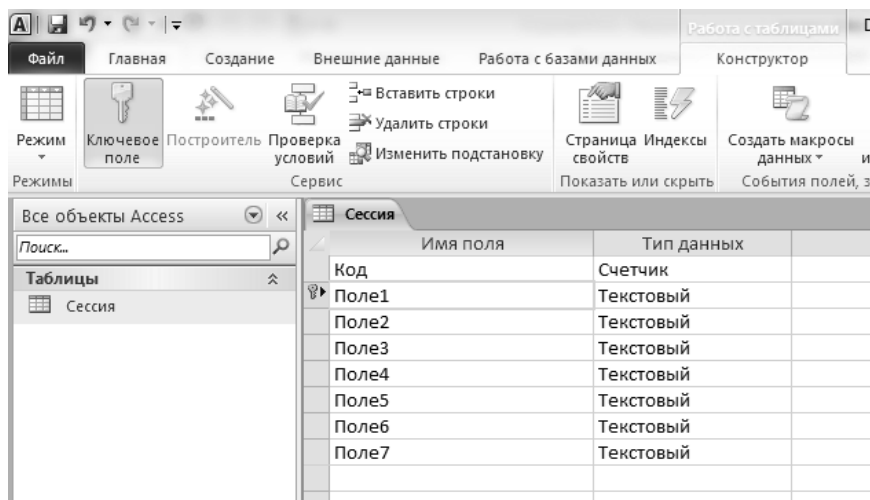 Работа с таблицами
Файл Главная Создание Внешние данные Работа с базами данных Конструктор
Режим
Ключевое поле
Построитель
Проверка условий
Вставить строки
Удалить строки
Изменить подстановку
Страница свойств
Индексы
Создать макросы данных
Режимы Сервис Показать или скрыть События полей, з
Все объекты Access
Поиск...
Таблицы
Сессия
Сессия
Имя поля Тип данных
Код Счетчик
Поле1 Текстовый
Поле2 Текстовый
Поле3 Текстовый
Поле4 Текстовый
Поле5 Текстовый
Поле6 Текстовый
Поле7 Текстовый